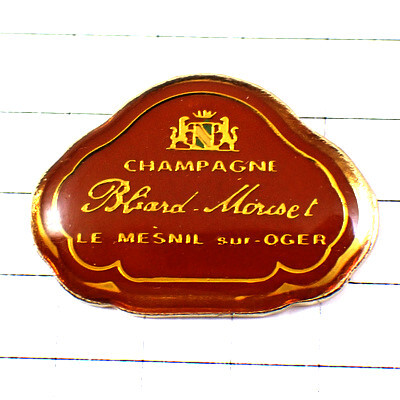 CHAMPAGNE
Bliard-Moriset
LE MESNIL sur-OGER